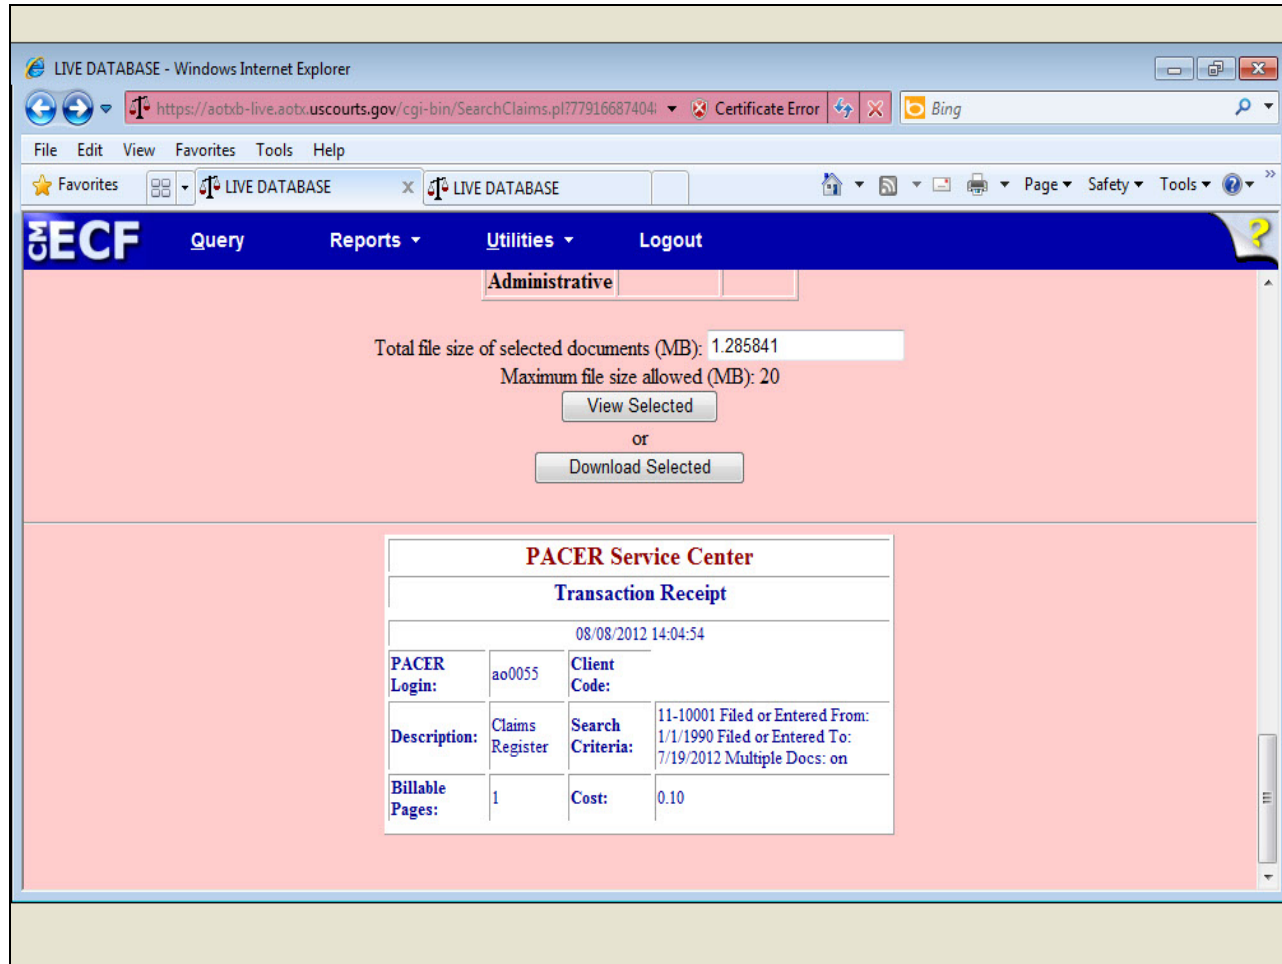 LIVE DATABASE - Windows Internet Explorer
https://aotxb-live.aotx.uscourts.gov/cgi-bin/SearchClaims.pl?77916687404 Certificate Error Bing
File Edit View Favorites Tools Help
Favorites LIVE DATABASE x LIVE DATABASE Page Safety Tools »
CM ECF Query Reports Utilities Logout ?
Administrative
Total file size of selected documents (MB): 1.285841
Maximum file size allowed (MB): 20
View Selected
or
Download Selected
PACER Service Center
Transaction Receipt
08/08/2012 14:04:54
PACER Login: ao0055 Client Code:
Description: Claims Register Search Criteria: 11-10001 Filed or Entered From: 1/1/1990 Filed or Entered To: 7/19/2012 Multiple Docs: on
Billable Pages: 1 Cost: 0.10